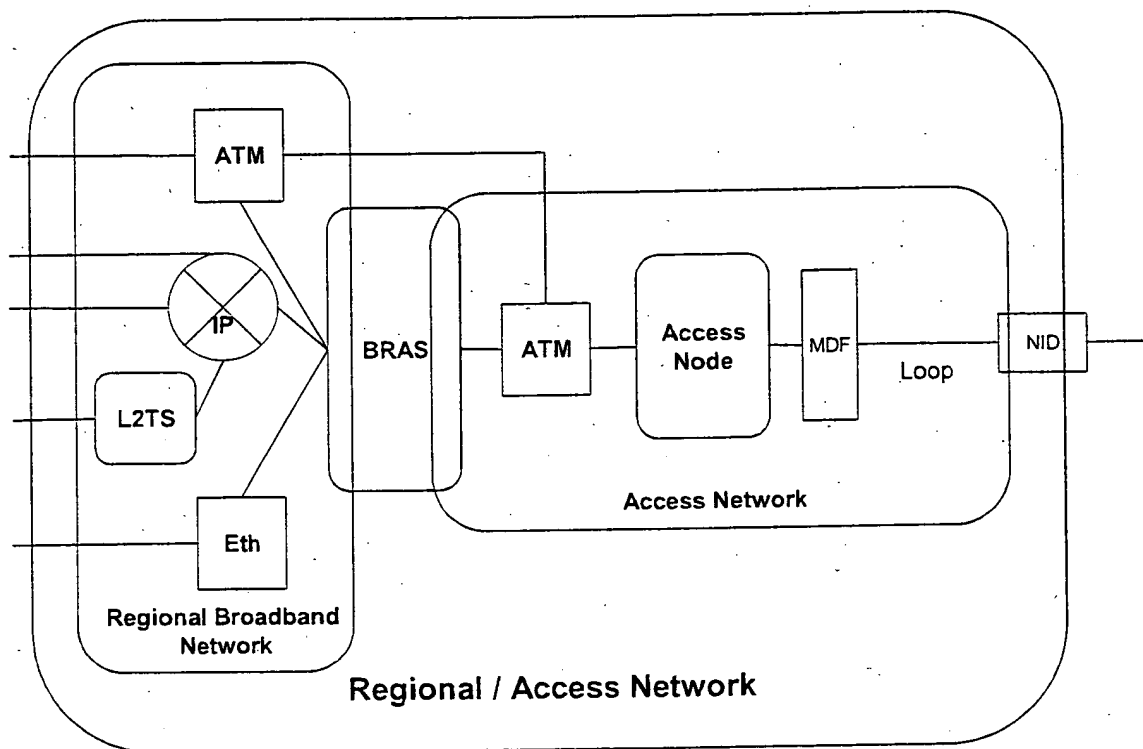 ATM
IP
L2TS
Eth
Regional Broadband
Network
BRAS
ATM
Access
Node
MDF
Loop
NID
Access Network
Regional / Access Network